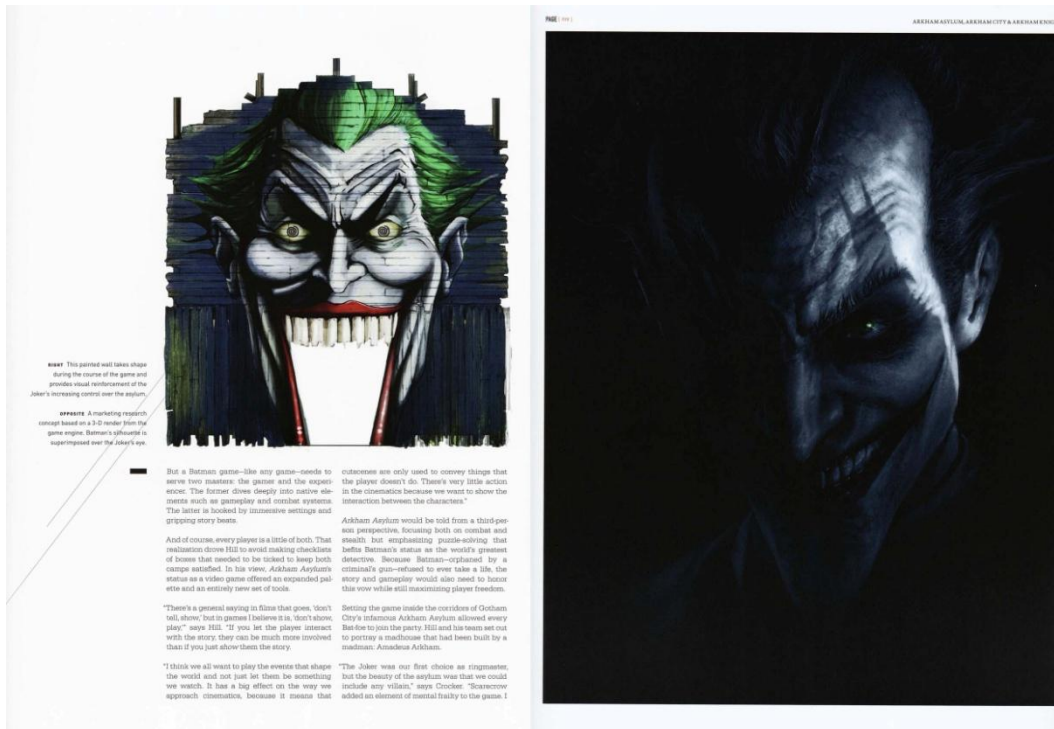 RIGHT This painted wall takes shape
during the course of the game and
provides visual reinforcement of the
Joker's increasing control over the asylum.
OPPOSITE A marketing research
concept based on a 3-D render from the
game engine. Batman's silhouette is
superimposed over the Joker's eye.
But a Batman game—like any game—needs to
serve two masters: the gamer and the experi-
encer. The former dives deeply into native ele-
ments such as gameplay and combat systems.
The latter is hooked by immersive settings and
gripping story beats.
And of course, every player is a little of both. That
realization drove Hill to avoid making checklists
of boxes that needed to be ticked to keep both
camps satisfied. In his view, Arkham Asylum's
status as a video game offered an expanded pal-
ette and an entirely new set of tools.
"There's a general saying in films that goes, 'don't
tell, show,' but in games I believe it is, 'don't show,
play,'" says Hill. "If you let the player interact
with the story, they can be much more involved
than if you just show them the story.
"I think we all want to play the events that shape
the world and not just let them be something
we watch. It has a big effect on the way we
approach cinematics, because it means that
cutscenes are only used to convey things that
the player doesn't do. There's very little action
in the cinematics because we want to show the
interaction between the characters."
Arkham Asylum would be told from a third-per-
son perspective, focusing both on combat and
stealth but emphasizing puzzle-solving that
befits Batman's status as the world's greatest
detective. Because Batman—orphaned by a
criminal's gun—refused to ever take a life, the
story and gameplay would also need to honor
this vow while still maximizing player freedom.
Setting the game inside the corridors of Gotham
City's infamous Arkham Asylum allowed every
Bat-foe to join the party. Hill and his team set out
to portray a madhouse that had been built by a
madman: Amadeus Arkham.
"The Joker was our first choice as ringmaster,
but the beauty of the asylum was that we could
include any villain," says Crocker. "Scarecrow
added an element of mental frailty to the game. I
PAGE
ARKHAM ASYLUM, ARKHAM CITY & ARKHAM KNI